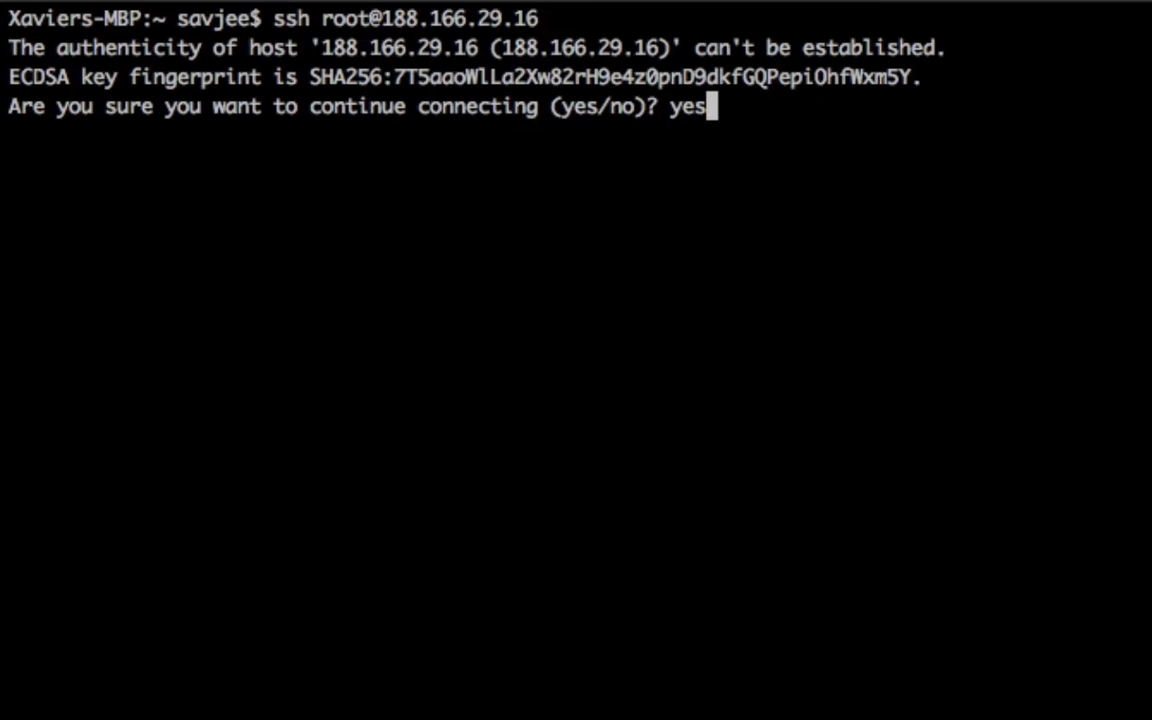 Xaviers-MBP:~ savjee$ ssh root@188.166.29.16
The authenticity of host '188.166.29.16 (188.166.29.16)' can't be established.
ECDSA key fingerprint is SHA256:7T5aaoWlLa2Xw82rH9e4z0pnD9dkfGQPepiOhfWxm5Y.
Are you sure you want to continue connecting (yes/no)? yes